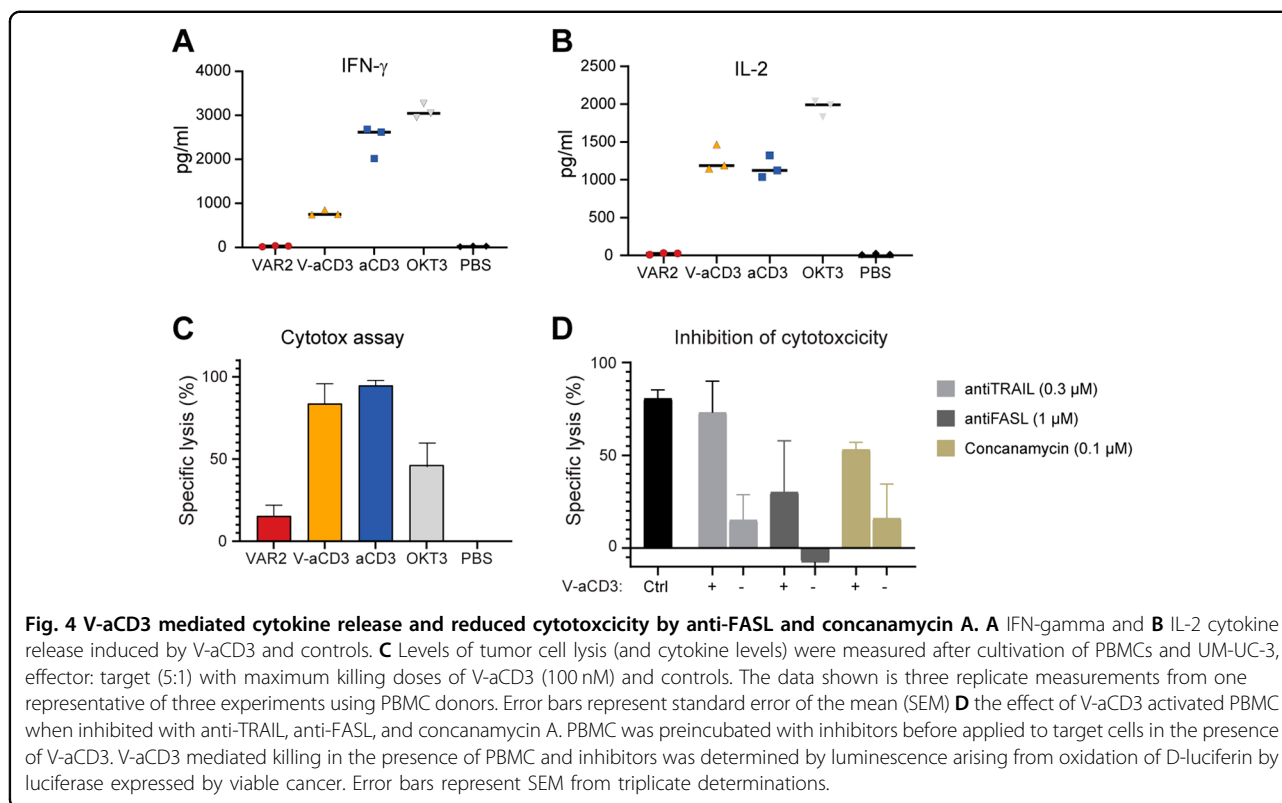 A
IFN-γ
4000
3000
2000
1000
0
pg/ml
VAR2 V-aCD3 aCD3 OKT3 PBS
B
IL-2
2500
2000
1500
1000
500
0
pg/ml
VAR2 V-aCD3 aCD3 OKT3 PBS
C
Cytotox assay
100
50
0
Specific lysis (%)
VAR2 V-aCD3 aCD3 OKT3 PBS
D
Inhibition of cytotoxcicity
100
50
0
Specific lysis (%)
V-aCD3: Ctrl + - + - + -
antiTRAIL (0.3 μM)
antiFASL (1 μM)
Concanamycin (0.1 μM)
Fig. 4 V-aCD3 mediated cytokine release and reduced cytotoxcicity by anti-FASL and concanamycin A. A IFN-gamma and B IL-2 cytokine
release induced by V-aCD3 and controls. C Levels of tumor cell lysis (and cytokine levels) were measured after cultivation of PBMCs and UM-UC-3,
effector: target (5:1) with maximum killing doses of V-aCD3 (100 nM) and controls. The data shown is three replicate measurements from one
representative of three experiments using PBMC donors. Error bars represent standard error of the mean (SEM) D the effect of V-aCD3 activated PBMC
when inhibited with anti-TRAIL, anti-FASL, and concanamycin A. PBMC was preincubated with inhibitors before applied to target cells in the presence
of V-aCD3. V-aCD3 mediated killing in the presence of PBMC and inhibitors was determined by luminescence arising from oxidation of D-luciferin by
luciferase expressed by viable cancer. Error bars represent SEM from triplicate determinations.